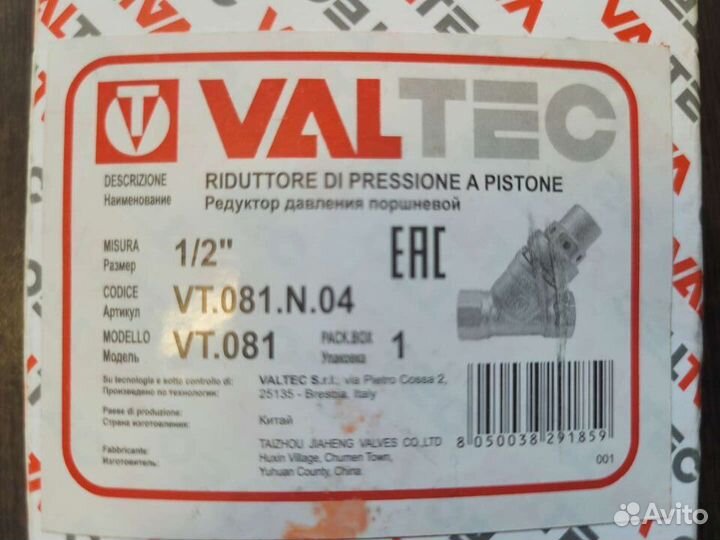 VALTEC
DESCRIZIONE RIDUTTORE DI PRESSIONE A PISTONE
Наименование Редуктор давления поршневой
MISURA
Размер 1/2"
EAC
CODICE
Артикул VT.081.N.04
MODELLO PACK.BOX
Модель VT.081 Упаковка 1
Su tecnologia e sotto controllo di: VALTEC S.r.l., via Pietro Cossa 2,
Произведено по технологии: 25135 - Bresbia, Italy
Paese di produzione:
Страна изготовления: Китай
Fabbricante: TAIZHOU JIAHENG VALVES CO.,LTD
Изготовитель: Huxin Village, Chumen Town,
Yuhuan County, China
8 050038 291859
001
Avito